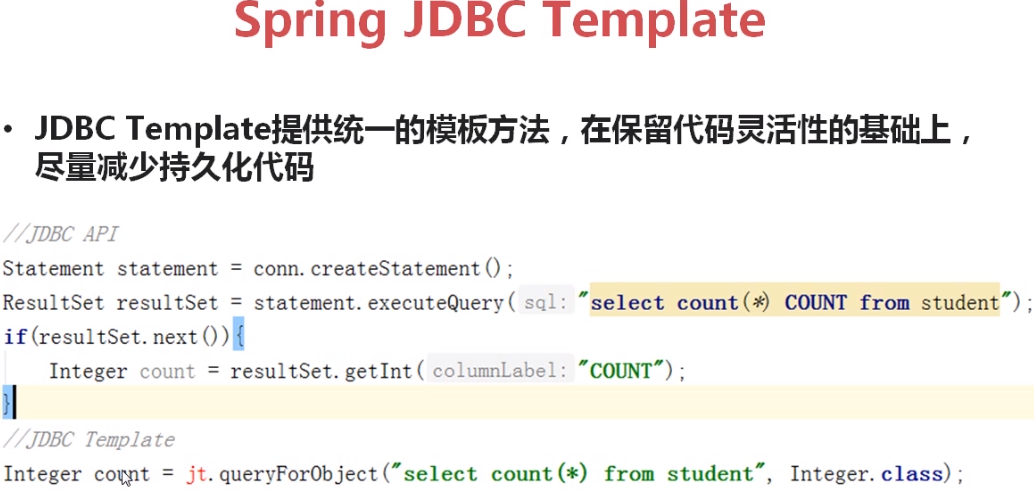 Spring JDBC Template
• JDBC Template提供统一的模板方法，在保留代码灵活性的基础上，
尽量减少持久化代码
//JDBC API
Statement statement = conn.createStatement();
ResultSet resultSet = statement.executeQuery( sql: "select count(*) COUNT from student");
if(resultSet.next()){
    Integer count = resultSet.getInt( columnLabel: "COUNT");
}
//JDBC Template
Integer count = jt.queryForObject("select count(*) from student", Integer.class);